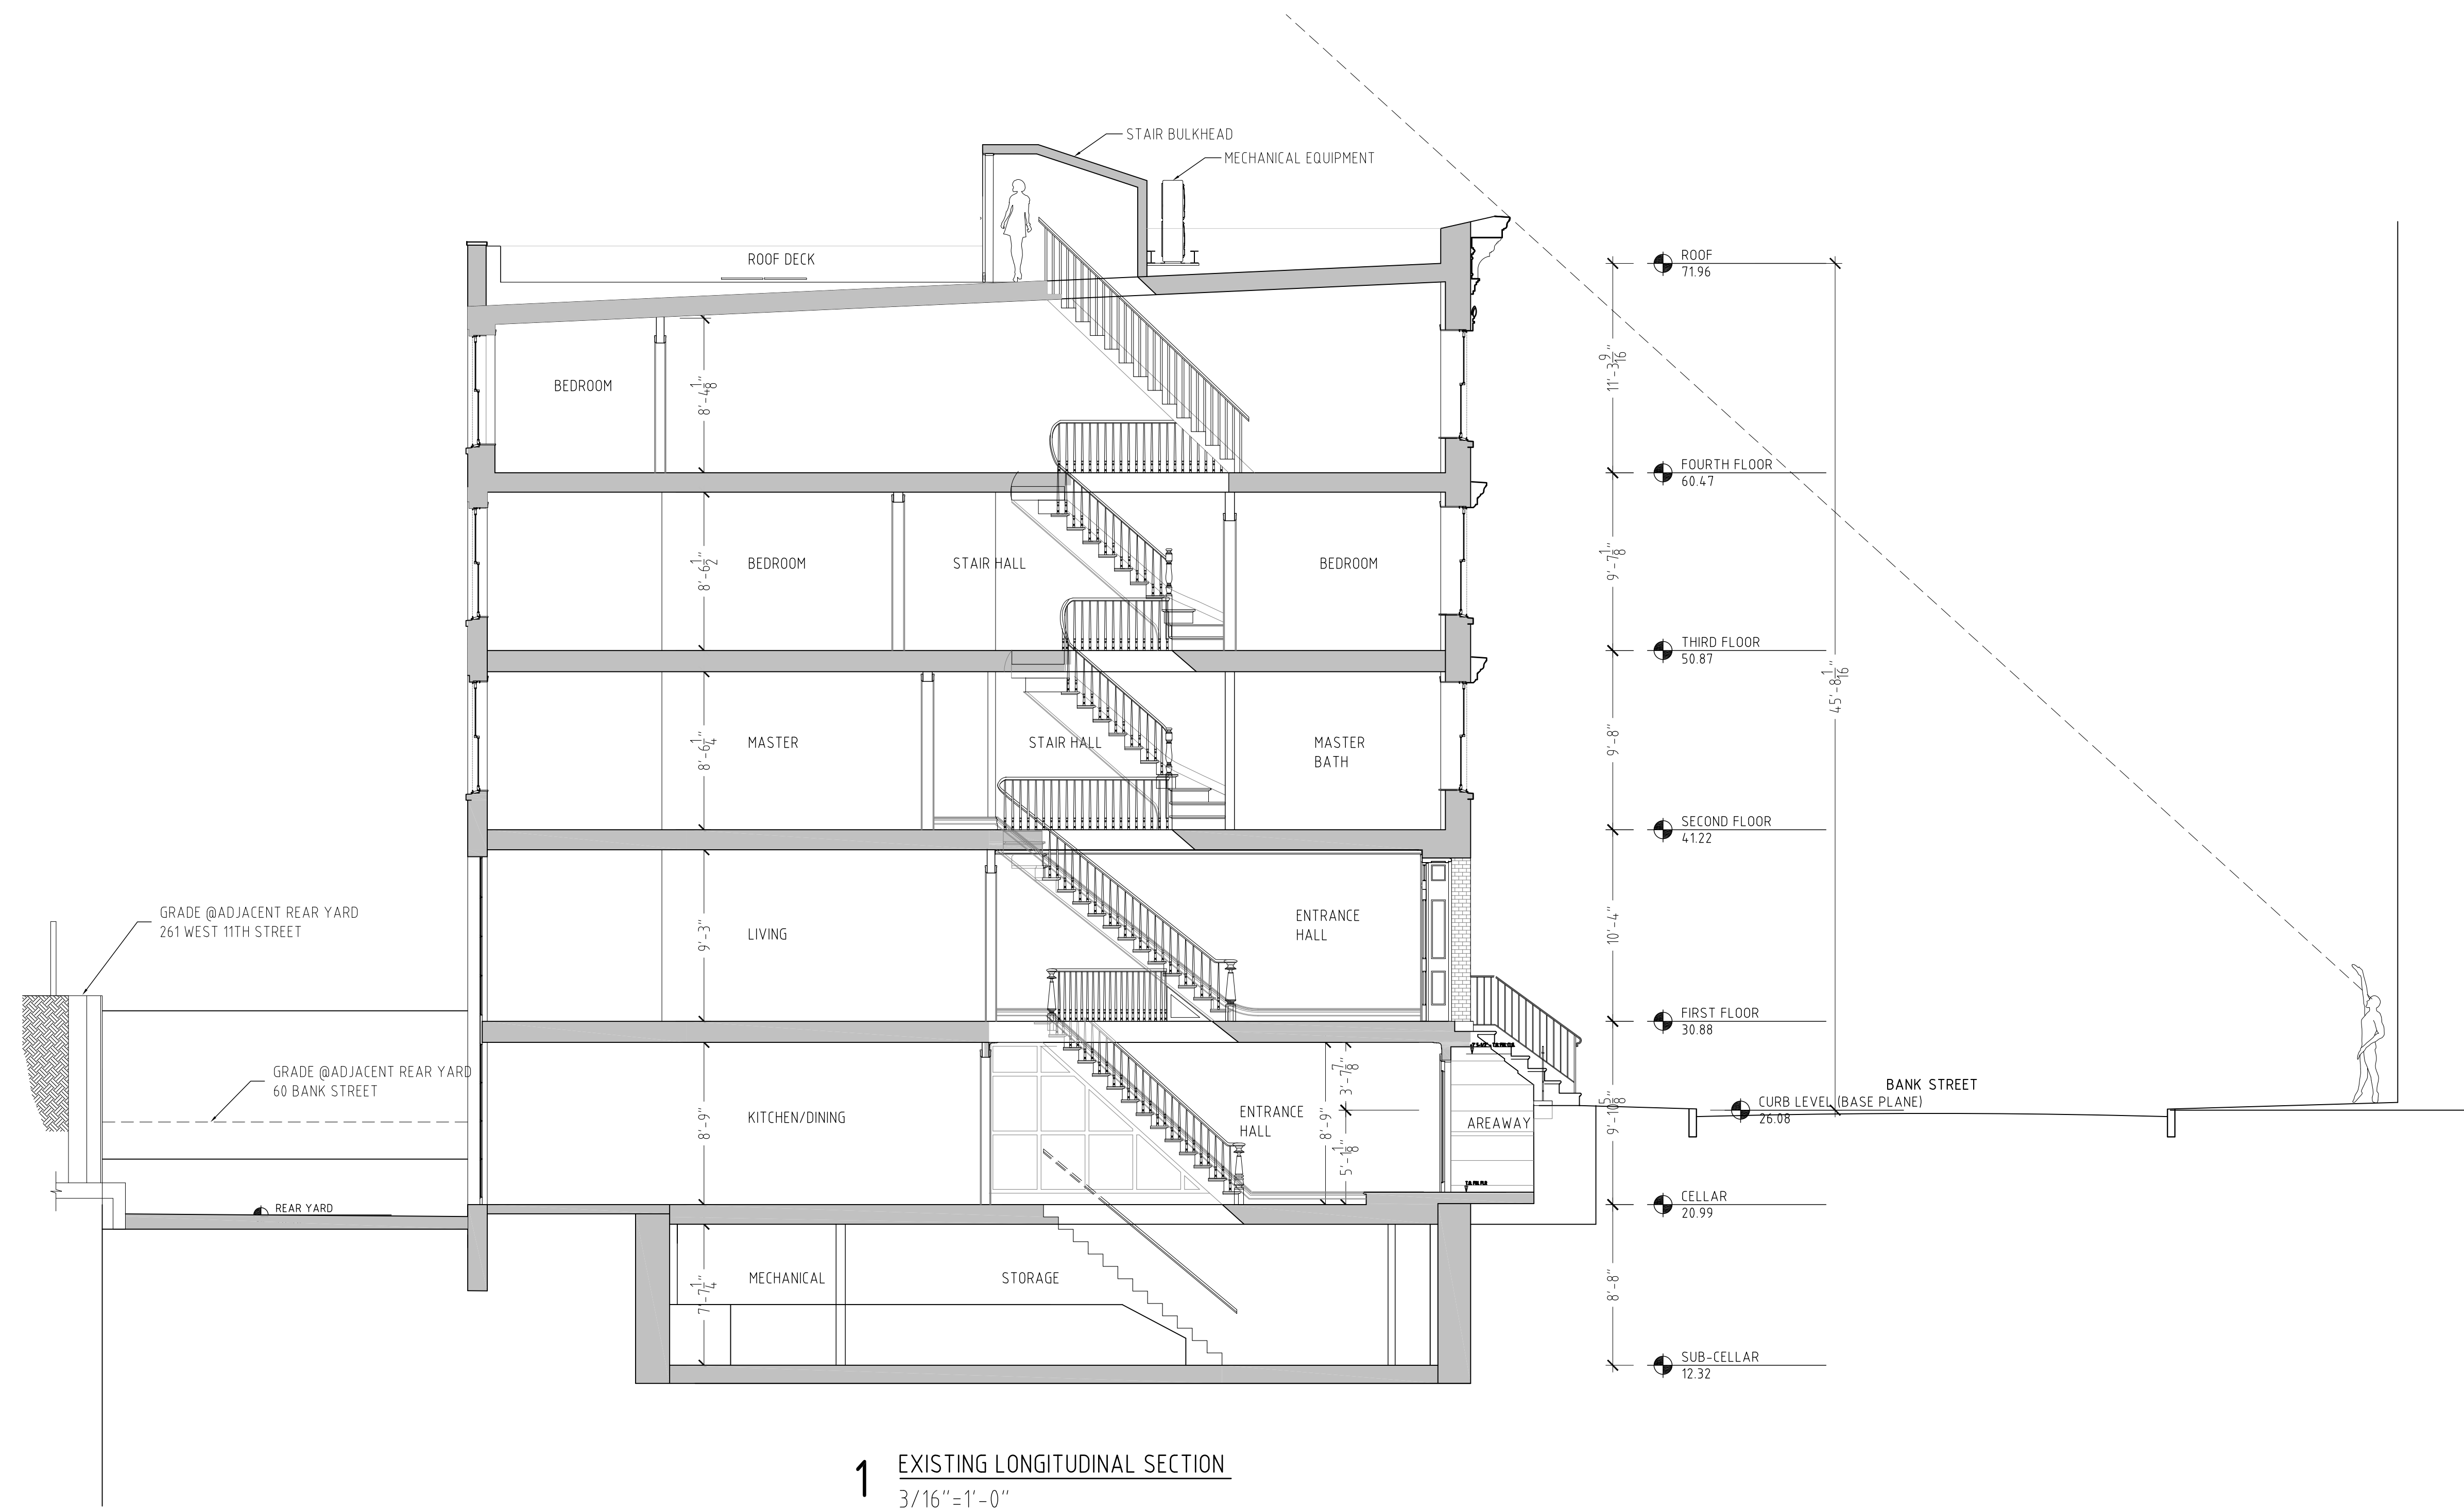 STAIR BULKHEAD
MECHANICAL EQUIPMENT
ROOF DECK
ROOF
71.96
BEDROOM
8'-4 1/8"
11'-3 9/16"
FOURTH FLOOR
60.47
BEDROOM
STAIR HALL
BEDROOM
8'-6 1/2"
9'-7 1/8"
THIRD FLOOR
50.87
45'-8 1/16"
MASTER
STAIR HALL
MASTER
BATH
8'-6 1/4"
9'-8"
SECOND FLOOR
41.22
GRADE @ADJACENT REAR YARD
261 WEST 11TH STREET
LIVING
9'-3"
ENTRANCE
HALL
10'-4"
FIRST FLOOR
30.88
GRADE @ADJACENT REAR YARD
60 BANK STREET
KITCHEN/DINING
8'-9"
ENTRANCE
HALL
8'-9"
3'-7 7/8"
5'-1 1/8"
AREAWAY
9'-10 5/8"
BANK STREET
CURB LEVEL (BASE PLANE)
26.08
REAR YARD
CELLAR
20.99
MECHANICAL
STORAGE
7'-7 1/4"
8'-8"
SUB-CELLAR
12.32
1
EXISTING LONGITUDINAL SECTION
3/16"=1'-0"